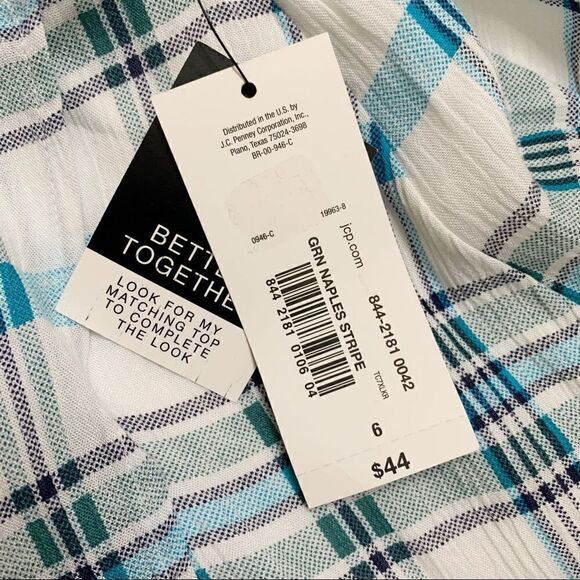 Distributed in the U.S. by
J.C. Penney Corporation, Inc.,
Plano, Texas 75024-3698
BR-00-946-C
19963-8
0946-C
jcp.com
844-2181 0042
GRN NAPLES STRIPE
844 2181 0106 04
TC7XLKR
6
$44
BETTE
TOGETHE
LOOK FOR MY
MATCHING TOP
TO COMPLETE
THE LOOK